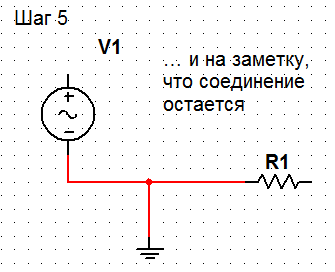 Шаг 5
V1
… и на заметку,
что соединение
остается
R1